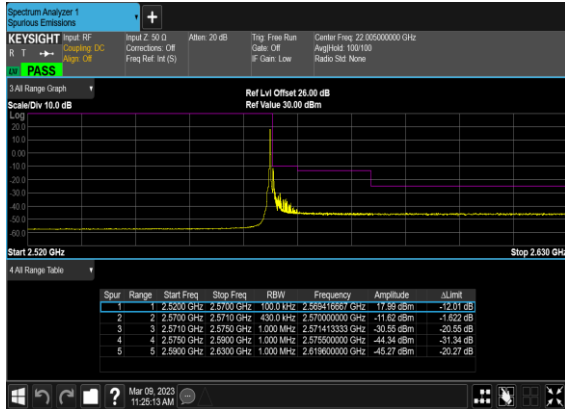 Spectrum Analyzer 1
Spurious Emissions
+
KEYSIGHT Input: RF Input Z: 50 Ω Atten: 20 dB Trig: Free Run Center Freq: 22.005000000 GHz
R T Coupling: DC Corrections: Off Gate: Off Avg|Hold: 100/100
Align: Off Freq Ref: Int (S) IF Gain: Low Radio Std: None
PASS
3 All Range Graph
Ref Lvl Offset 26.00 dB
Scale/Div 10.0 dB Ref Value 30.00 dBm
Log
20.0
10.0
0.00
-10.0
-20.0
-30.0
-40.0
-50.0
-60.0
Start 2.520 GHz Stop 2.630 GHz
4 All Range Table
Spur Range Start Freq Stop Freq RBW Frequency Amplitude ΔLimit
1 1 2.5200 GHz 2.5700 GHz 100.0 kHz 2.569416667 GHz 17.99 dBm -12.01 dB
2 2 2.5700 GHz 2.5710 GHz 430.0 kHz 2.570000000 GHz -11.62 dBm -1.622 dB
3 3 2.5710 GHz 2.5750 GHz 1.000 MHz 2.571413333 GHz -30.55 dBm -20.55 dB
4 4 2.5750 GHz 2.5900 GHz 1.000 MHz 2.575500000 GHz -44.34 dBm -31.34 dB
5 5 2.5900 GHz 2.6300 GHz 1.000 MHz 2.619600000 GHz -45.27 dBm -20.27 dB
? Mar 09, 2023
11:25:13 AM